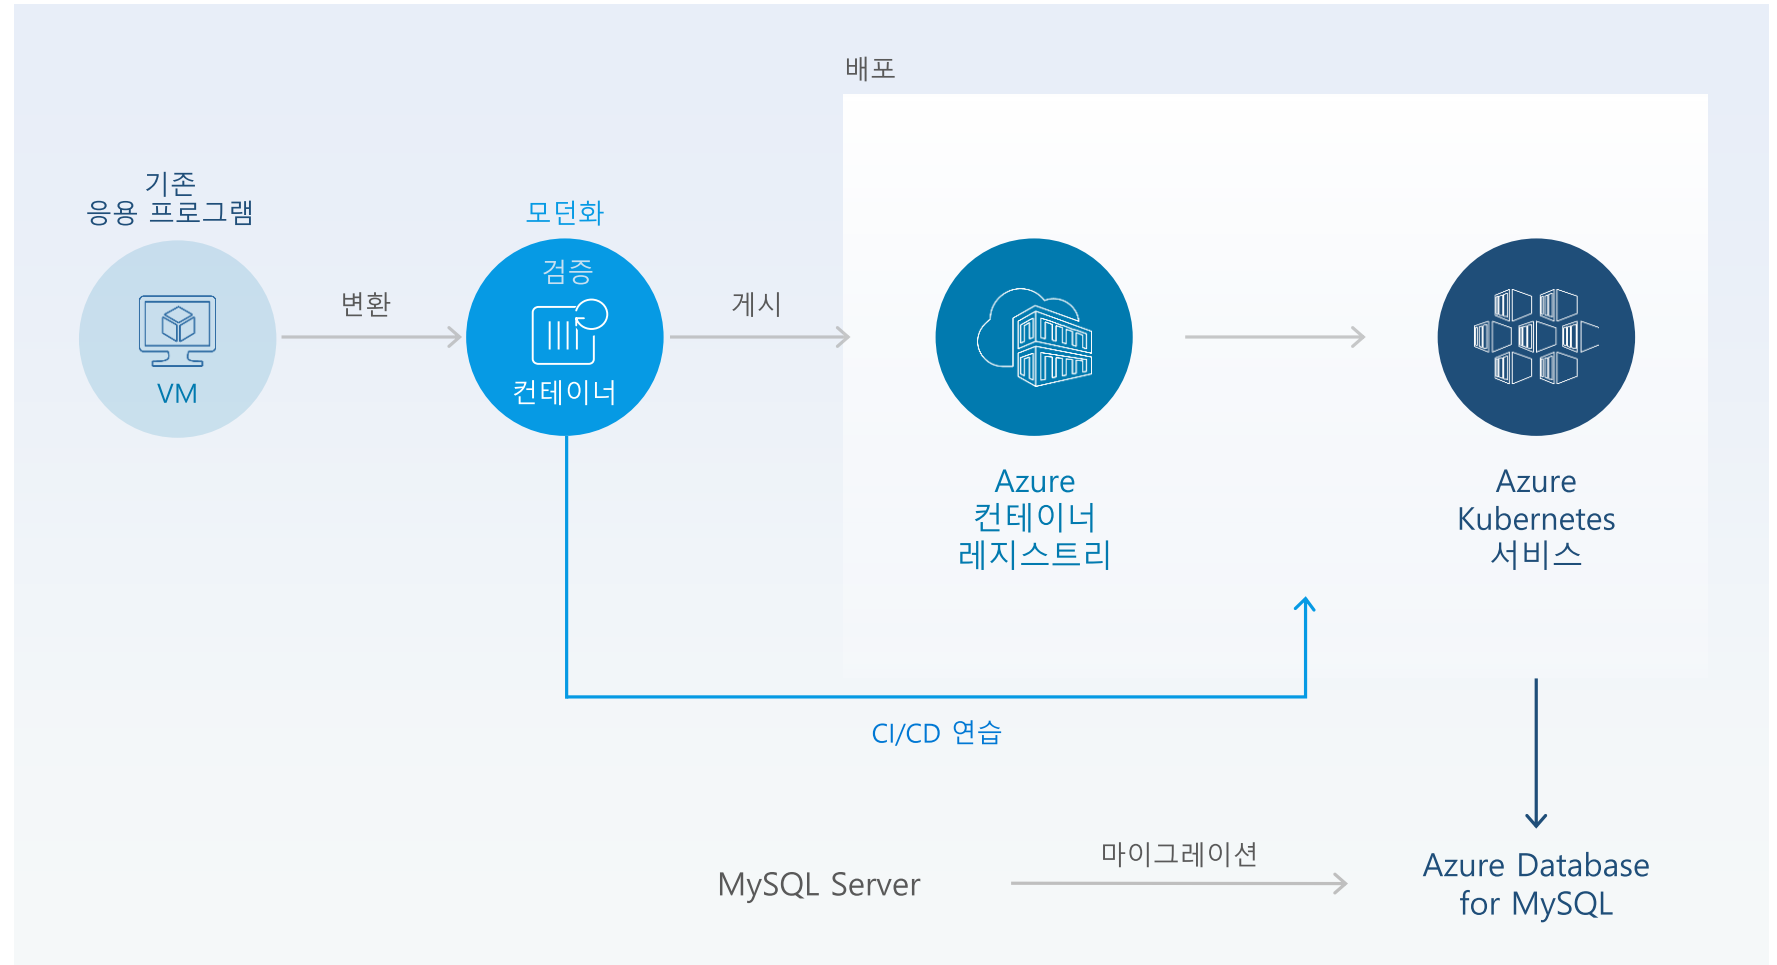 배포
기존
응용 프로그램
VM
변환
모던화
검증
컨테이너
게시
Azure
컨테이너
레지스트리
Azure
Kubernetes
서비스
CI/CD 연습
MySQL Server
마이그레이션
Azure Database
for MySQL